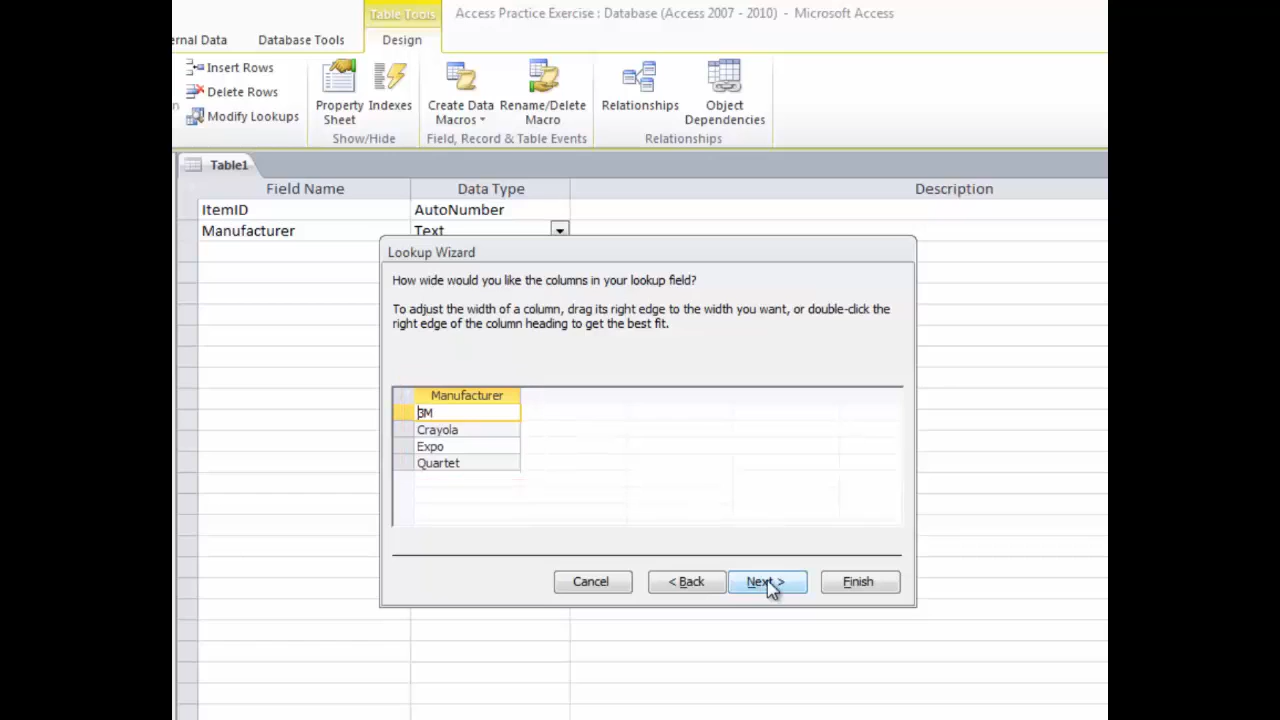 Table Tools
Access Practice Exercise : Database (Access 2007 - 2010) - Microsoft Access
Database Tools
Design
Data
Insert Rows
Delete Rows
Modify Lookups
Property
Sheet
Indexes
Show/Hide
Create Data
Macros
Rename/Delete
Macro
Field, Record & Table Events
Relationships
Object
Dependencies
Relationships
Table1
Field Name
Data Type
Description
ItemID
AutoNumber
Manufacturer
Text
Lookup Wizard
How wide would you like the columns in your lookup field?
To adjust the width of a column, drag its right edge to the width you want, or double-click the
right edge of the column heading to get the best fit.
Manufacturer
3M
Crayola
Expo
Quartet
Cancel
< Back
Next >
Finish